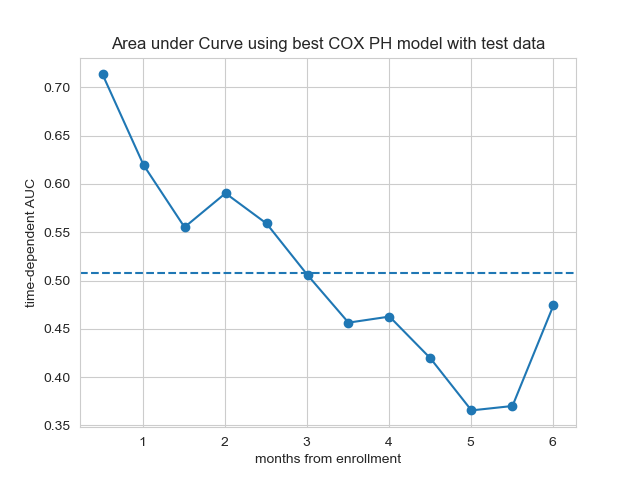 Area under Curve using best COX PH model with test data
time-dependent AUC
0.70
0.65
0.60
0.55
0.50
0.45
0.40
0.35
1 2 3 4 5 6
months from enrollment